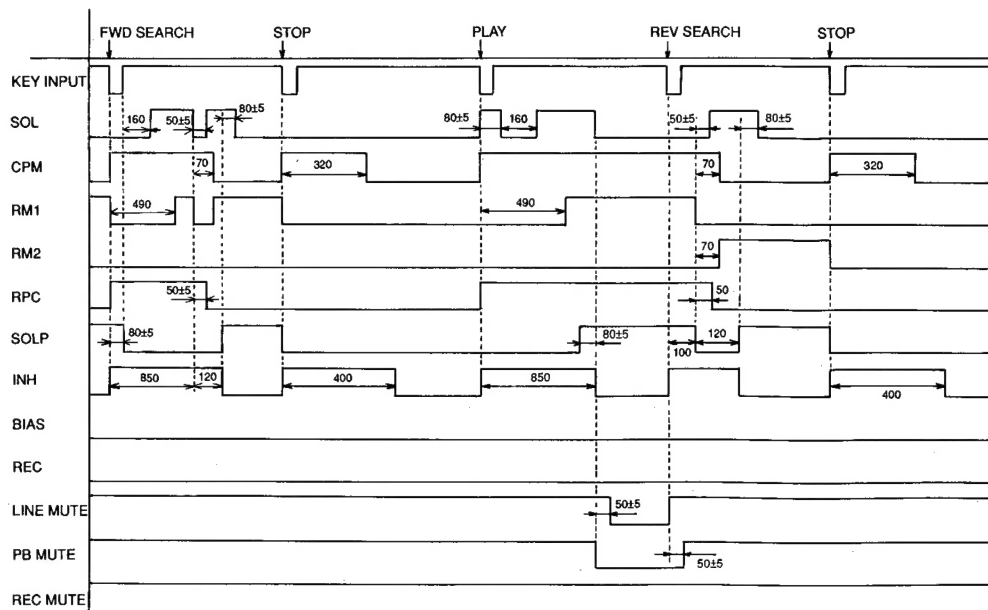 FWD SEARCH STOP PLAY REV SEARCH STOP
KEY INPUT
80±5
SOL 160 50±5 80±5 160 50±5 80±5
CPM 70 320 70 320
RM1 490 490
RM2 70
RPC 50±5 50
SOLP 80±5 80±5 120
100
INH 850 120 400 850 400
BIAS
REC
LINE MUTE 50±5
PB MUTE 50±5
REC MUTE